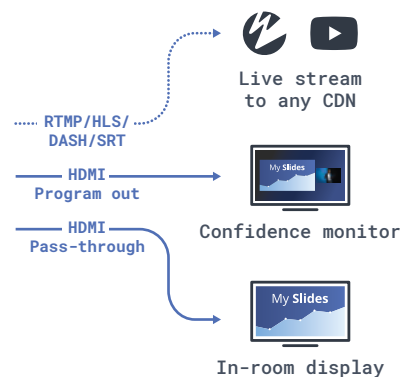 Live stream
to any CDN
RTMP/HLS/
DASH/SRT
HDMI
Program out
My Slides
Confidence monitor
HDMI
Pass-through
My Slides
In-room display